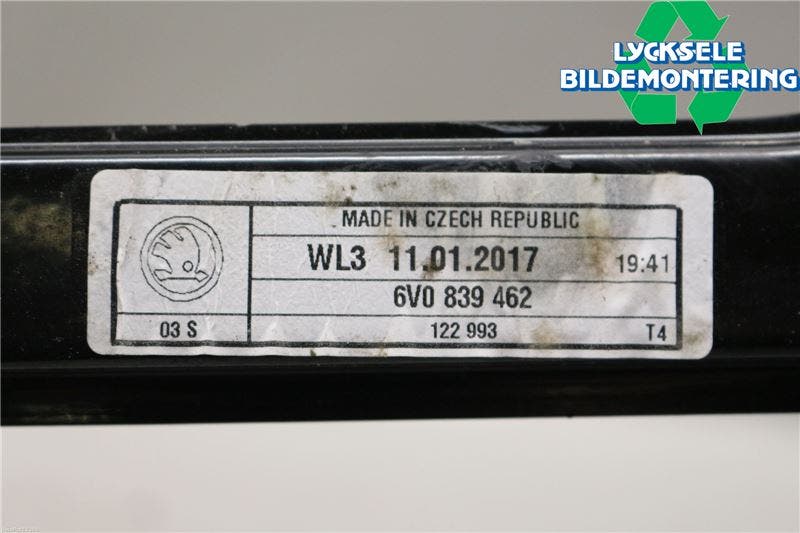 LYCKSELE
BILDEMONTERING
MADE IN CZECH REPUBLIC
WL3 11.01.2017 19:41
6V0 839 462
03 S 122 993 T4